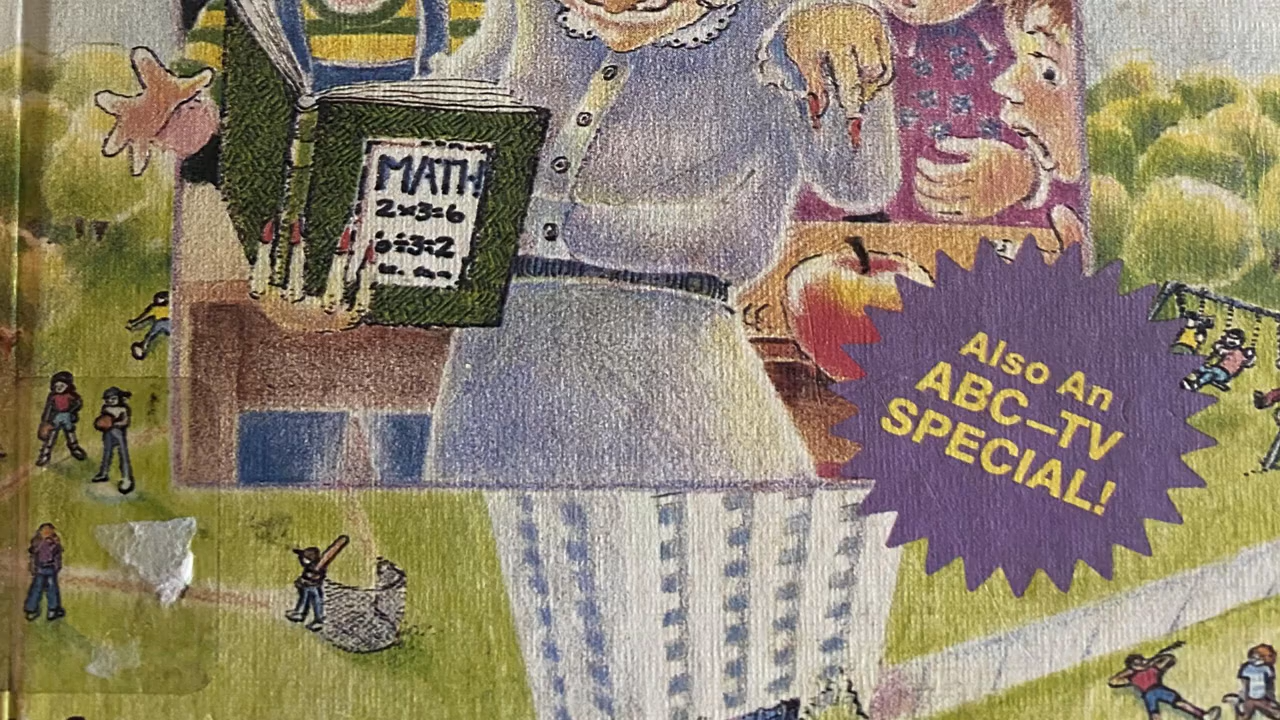 MATH
2×3=6
6÷3=2
Also An
ABC–TV
SPECIAL!